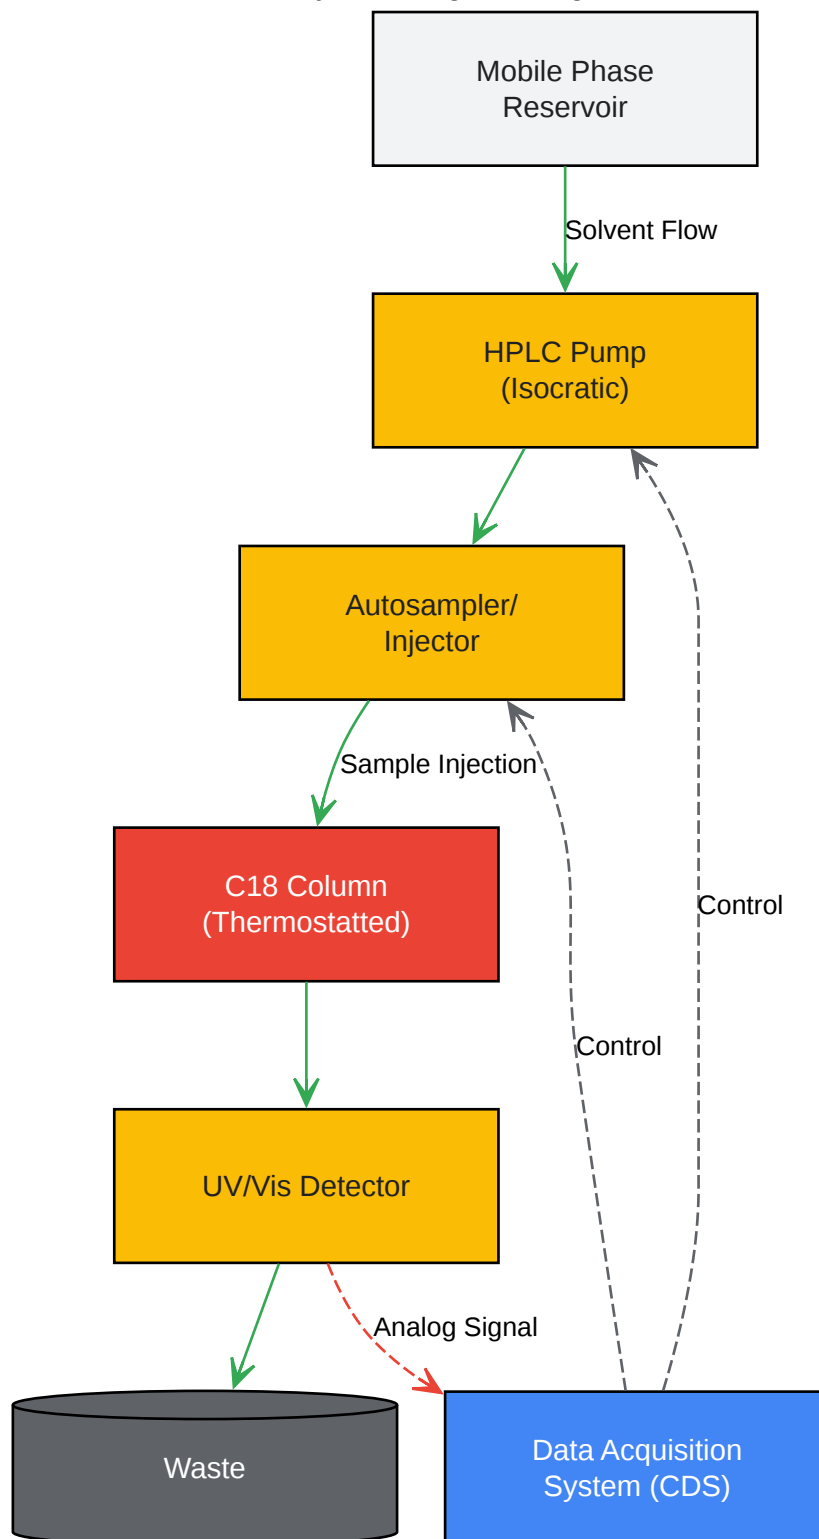 Mobile Phase
Reservoir
Solvent Flow
HPLC Pump
(Isocratic)
Autosampler/
Injector
Sample Injection
C18 Column
(Thermostatted)
Control
Control
UV/Vis Detector
Analog Signal
Waste
Data Acquisition
System (CDS)